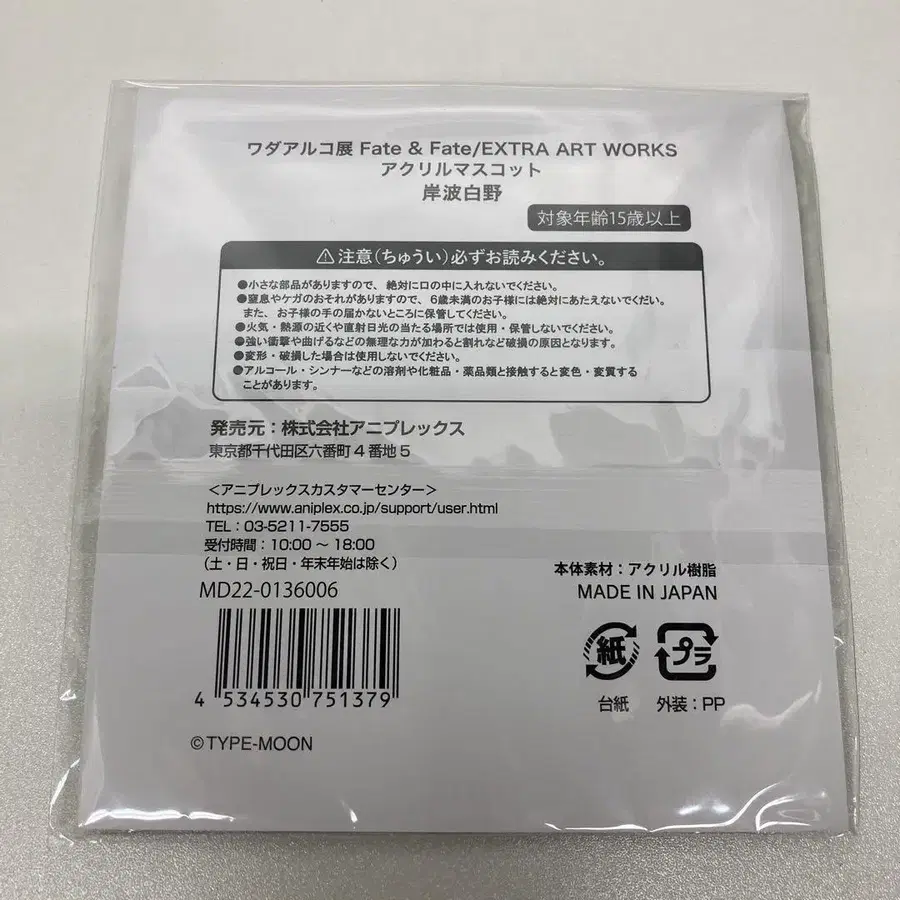 ワダアルコ展 Fate & Fate/EXTRA ART WORKS
アクリルマスコット
岸波白野
対象年齢15歳以上
⚠注意(ちゅうい)必ずお読みください。
●小さな部品がありますので、絶対に口の中に入れないでください。
●窒息やケガのおそれがありますので、6歳未満のお子様には絶対にあたえないでください。
また、お子様の手の届かないところに保管してください。
●火気・熱源の近くや直射日光の当たる場所では使用・保管しないでください。
●強い衝撃や曲げるなどの無理な力が加わると割れなど破損の原因となります。
●変形・破損した場合は使用しないでください。
●アルコール・シンナーなどの溶剤や化粧品・薬品類と接触すると変色・変質する
ことがあります。
発売元:株式会社アニプレックス
東京都千代田区六番町4番地5
<アニプレックスカスタマーセンター>
https://www.aniplex.co.jp/support/user.html
TEL:03-5211-7555
受付時間:10:00～18:00
(土・日・祝日・年末年始は除く)
MD22-0136006
4 534530 751379
©TYPE-MOON
本体素材:アクリル樹脂
MADE IN JAPAN
紙 プラ
台紙 外装:PP